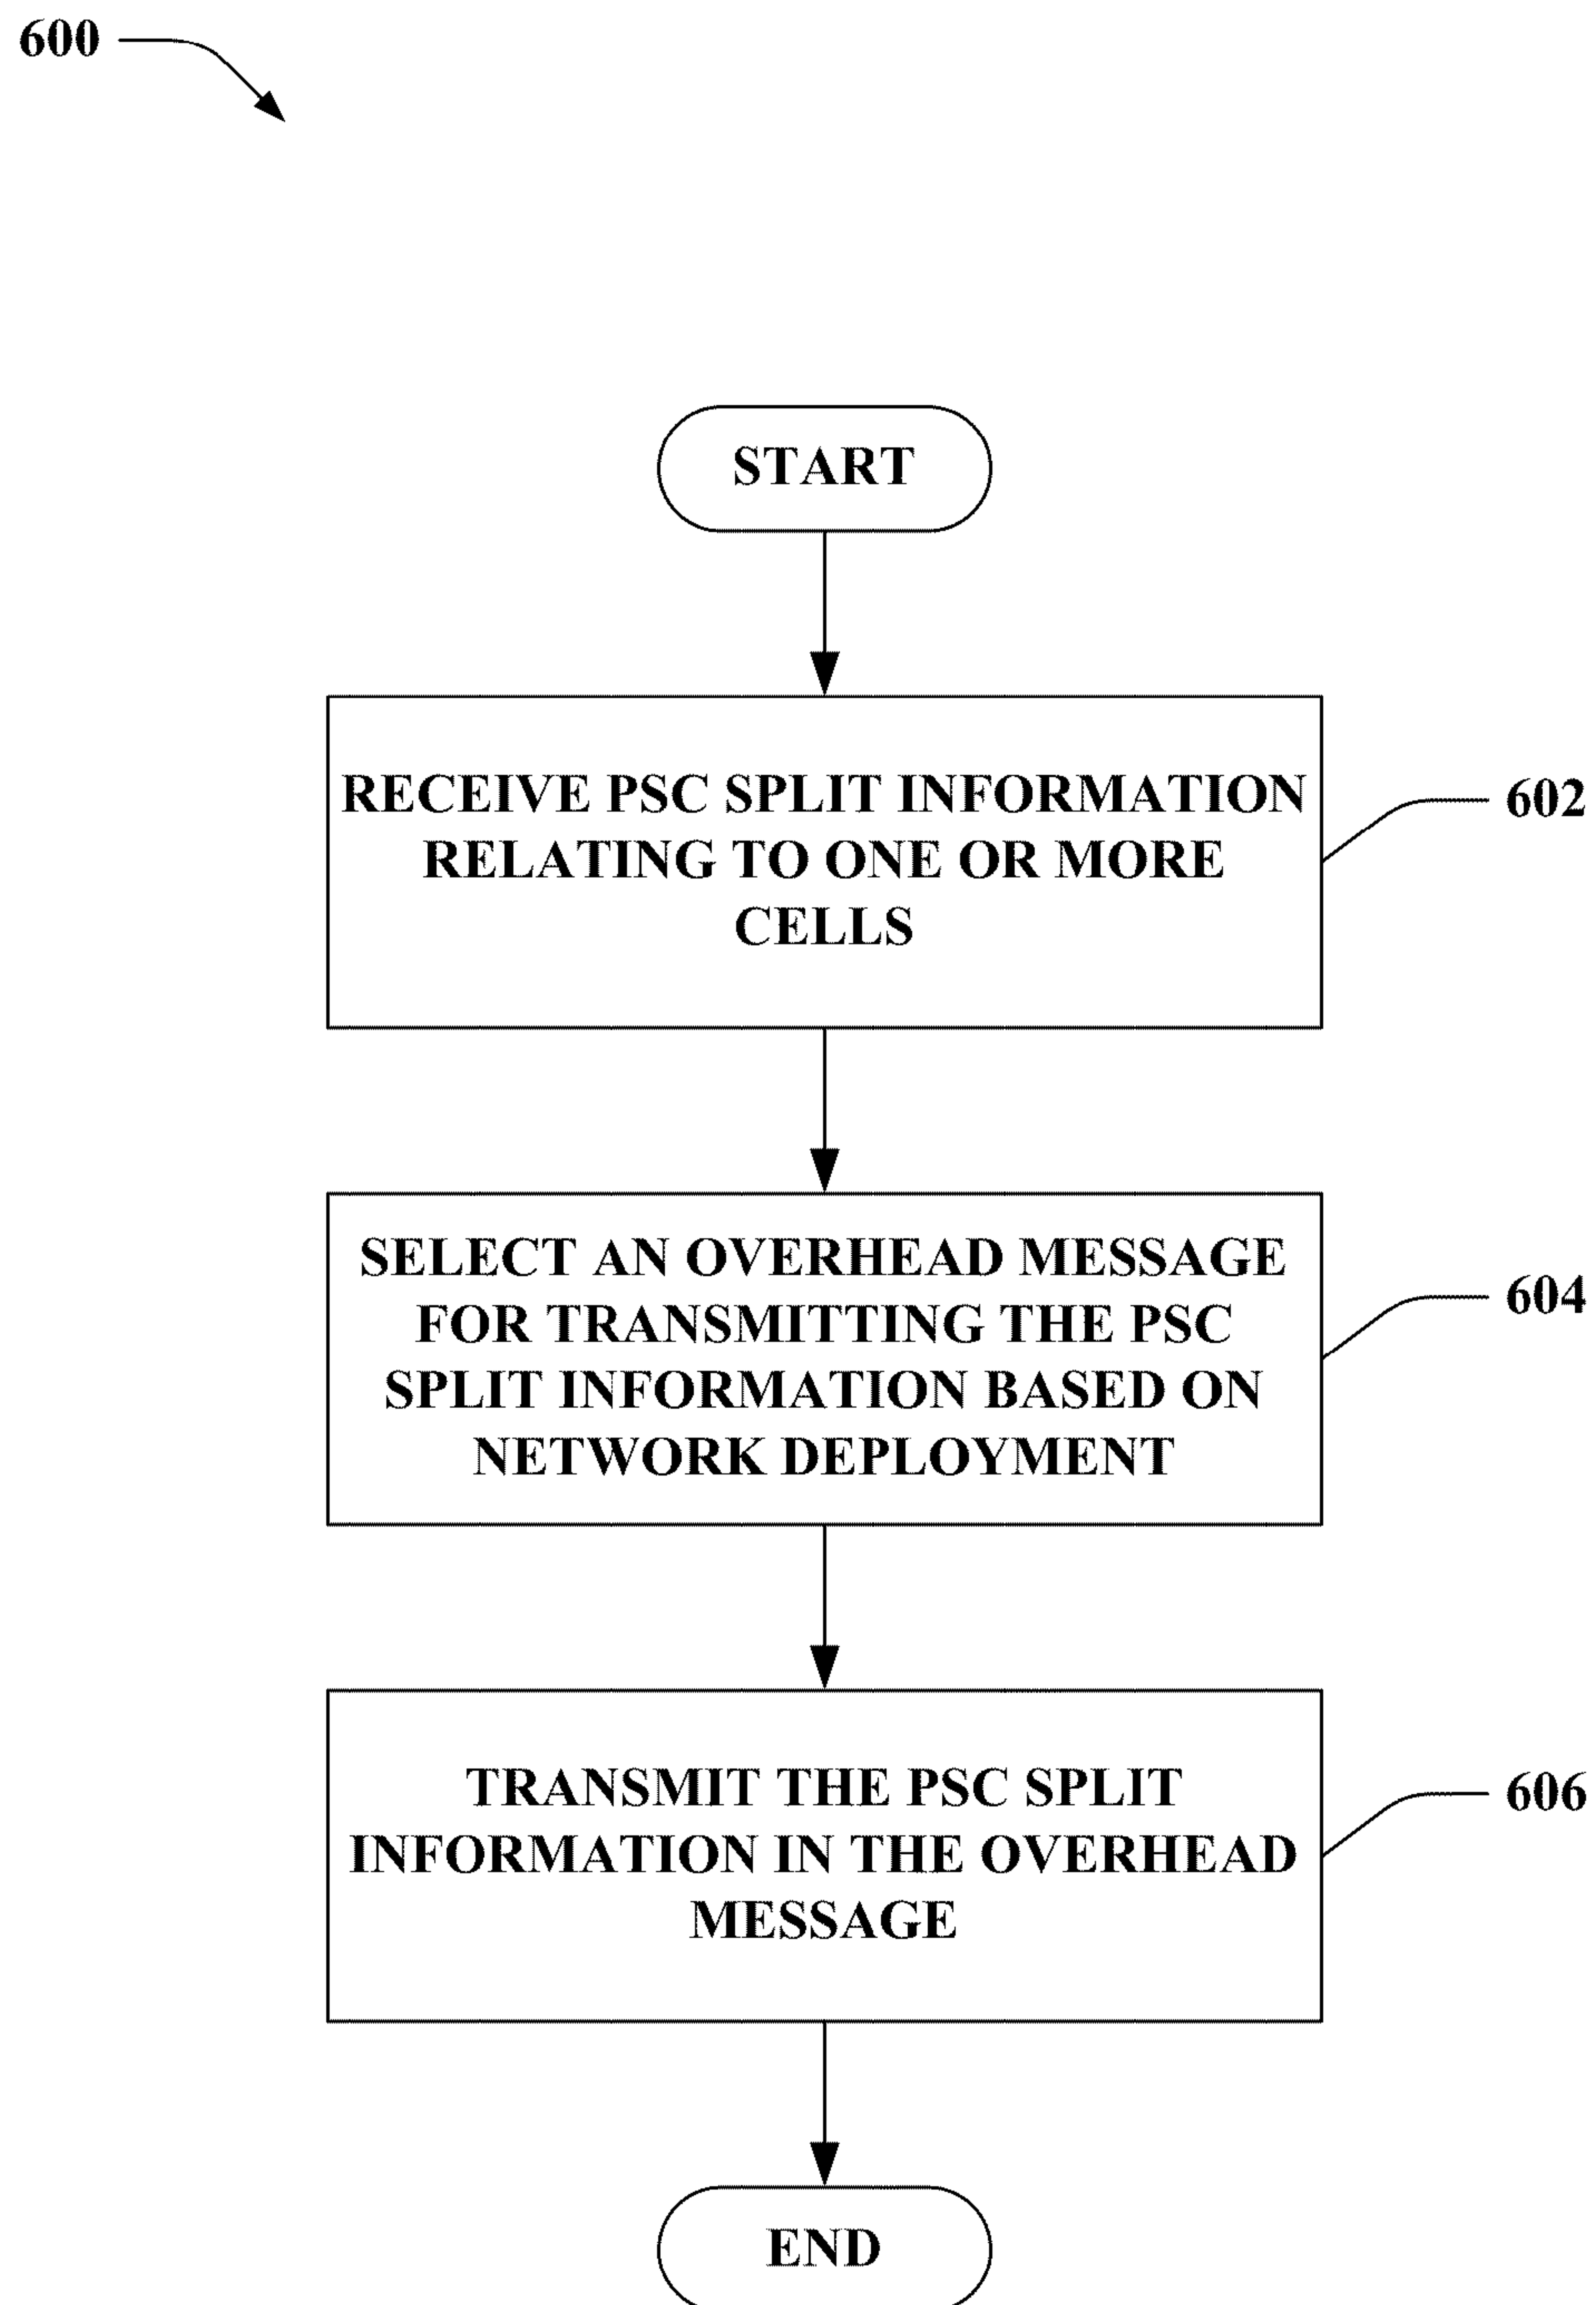 600
START
RECEIVE PSC SPLIT INFORMATION
RELATING TO ONE OR MORE
CELLS
602
SELECT AN OVERHEAD MESSAGE
FOR TRANSMITTING THE PSC
SPLIT INFORMATION BASED ON
NETWORK DEPLOYMENT
604
TRANSMIT THE PSC SPLIT
INFORMATION IN THE OVERHEAD
MESSAGE
606
END